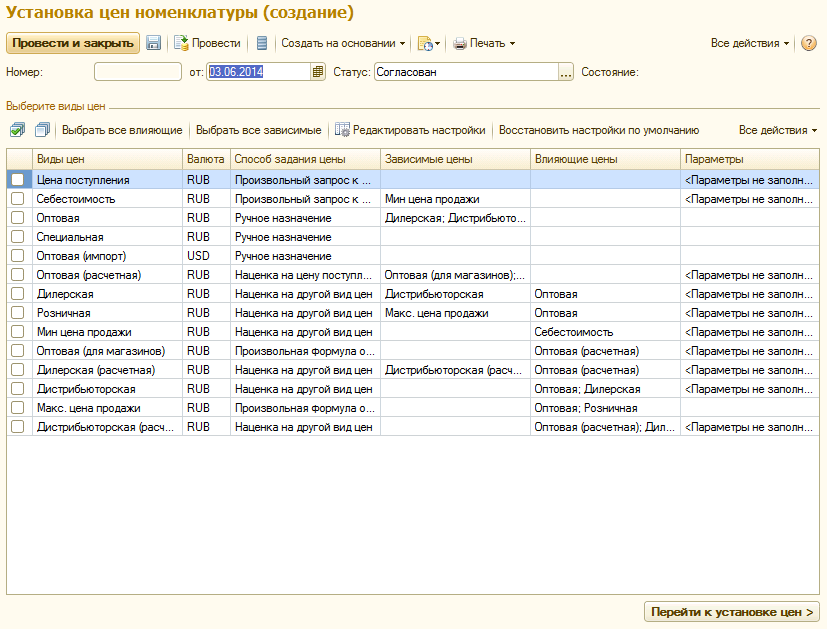 Установка цен номенклатуры (создание)
Провести и закрыть Провести Создать на основании Печать Все действия ?
Номер: от: 03.06.2014 Статус: Согласован ... Состояние:
Выберите виды цен
Выбрать все влияющие Выбрать все зависимые Редактировать настройки Восстановить настройки по умолчанию Все действия
Виды цен Валюта Способ задания цены Зависимые цены Влияющие цены Параметры
Цена поступления RUB Произвольный запрос к ... <Параметры не заполн...
Себестоимость RUB Произвольный запрос к ... Мин цена продажи <Параметры не заполн...
Оптовая RUB Ручное назначение Дилерская; Дистрибьюто...
Специальная RUB Ручное назначение
Оптовая (импорт) USD Ручное назначение
Оптовая (расчетная) RUB Наценка на цену поступл... Оптовая (для магазинов);... <Параметры не заполн...
Дилерская RUB Наценка на другой вид цен Дистрибьюторская Оптовая <Параметры не заполн...
Розничная RUB Наценка на другой вид цен Макс. цена продажи Оптовая <Параметры не заполн...
Мин цена продажи RUB Наценка на другой вид цен Себестоимость <Параметры не заполн...
Оптовая (для магазинов) RUB Произвольная формула о... Оптовая (расчетная) <Параметры не заполн...
Дилерская (расчетная) RUB Наценка на другой вид цен Дистрибьюторская (расч... Оптовая (расчетная) <Параметры не заполн...
Дистрибьюторская RUB Наценка на другой вид цен Оптовая; Дилерская <Параметры не заполн...
Макс. цена продажи RUB Произвольная формула о... Оптовая; Розничная
Дистрибьюторская (расч... RUB Наценка на другой вид цен Оптовая (расчетная); Дил... <Параметры не заполн...
Перейти к установке цен >